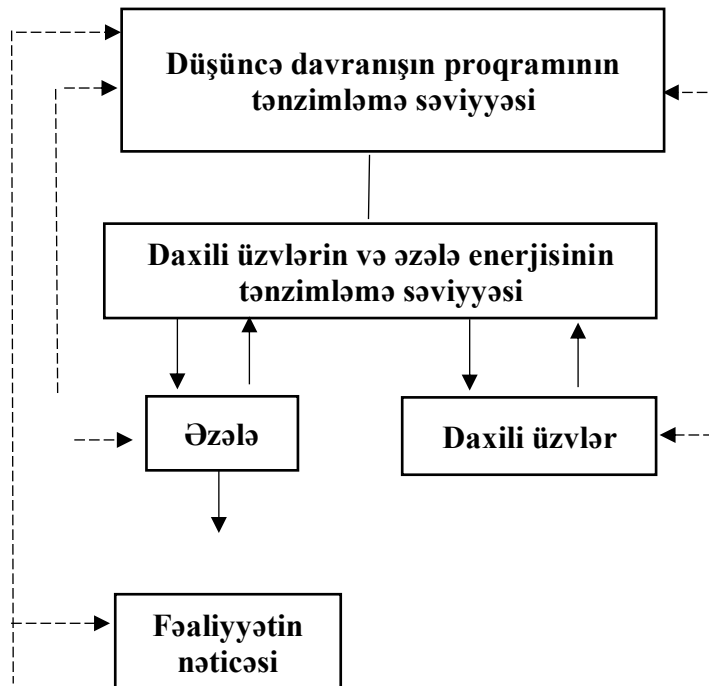 Düşüncə davranışın proqramının
tənzimləmə səviyyəsi
Daxili üzvlərin və əzələ enerjisinin
tənzimləmə səviyyəsi
Əzələ
Daxili üzvlər
Fəaliyyətin
nəticəsi